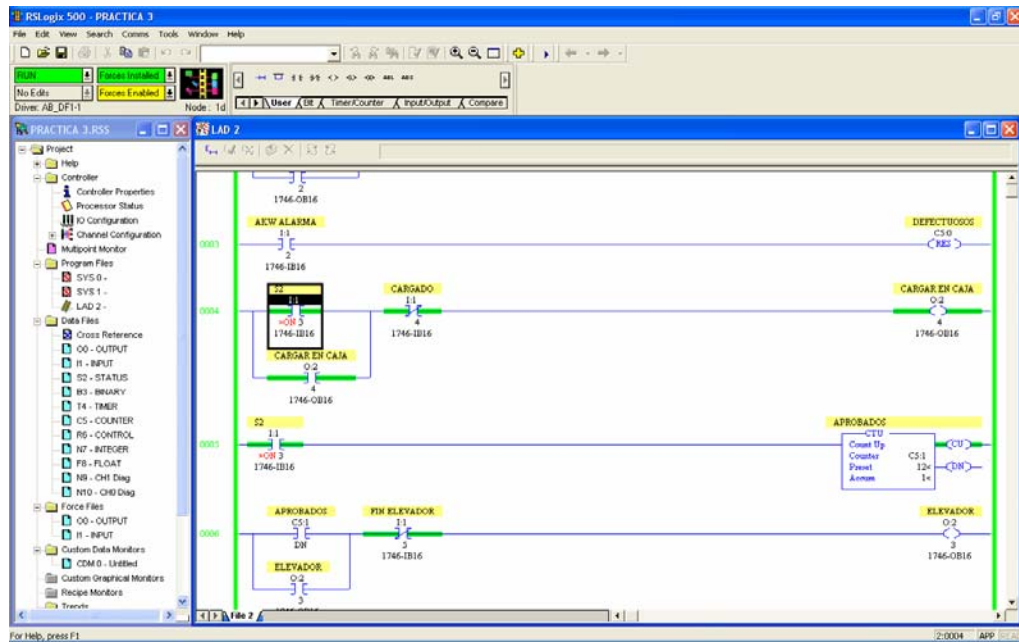 RSLogix 500 - PRACTICA 3
File Edit View Search Comms Tools Window Help
RUN Forces Installed
No Edits Forces Enabled
Driver: AB_DF1-1 Node: 1d
User Bit Timer/Counter Input/Output Compare
PRACTICA 3.RSS
Project
Help
Controller
Controller Properties
Processor Status
IO Configuration
Channel Configuration
Multipoint Monitor
Program Files
SYS 0 -
SYS 1 -
LAD 2 -
Data Files
Cross Reference
O0 - OUTPUT
I1 - INPUT
S2 - STATUS
B3 - BINARY
T4 - TIMER
C5 - COUNTER
R6 - CONTROL
N7 - INTEGER
F8 - FLOAT
N9 - CH1 Diag
N10 - CH0 Diag
Force Files
O0 - OUTPUT
I1 - INPUT
Custom Data Monitors
CDM 0 - Untitled
Custom Graphical Monitors
Recipe Monitors
Trends
LAD 2
2
1746-OB16
AKW ALARMA DEFECTUOSOS
I:1 C5:0
0003 RES
2
1746-IB16
S2 CARGADO CARGAR EN CAJA
I:1 I:1 O:2
0004
=ON 3 4 4
1746-IB16 1746-IB16 1746-OB16
CARGAR EN CAJA
O:2
4
1746-OB16
S2 APROBADOS
I:1 CTU
0005 Count Up CU
=ON 3 Counter C5:1
1746-IB16 Preset 12< DN
Accum 1<
APROBADOS FIN ELEVADOR ELEVADOR
C5:1 I:1 O:2
0006
DN 5 3
1746-IB16 1746-OB16
ELEVADOR
O:2
3
File 2
For Help, press F1 2:0004 APP